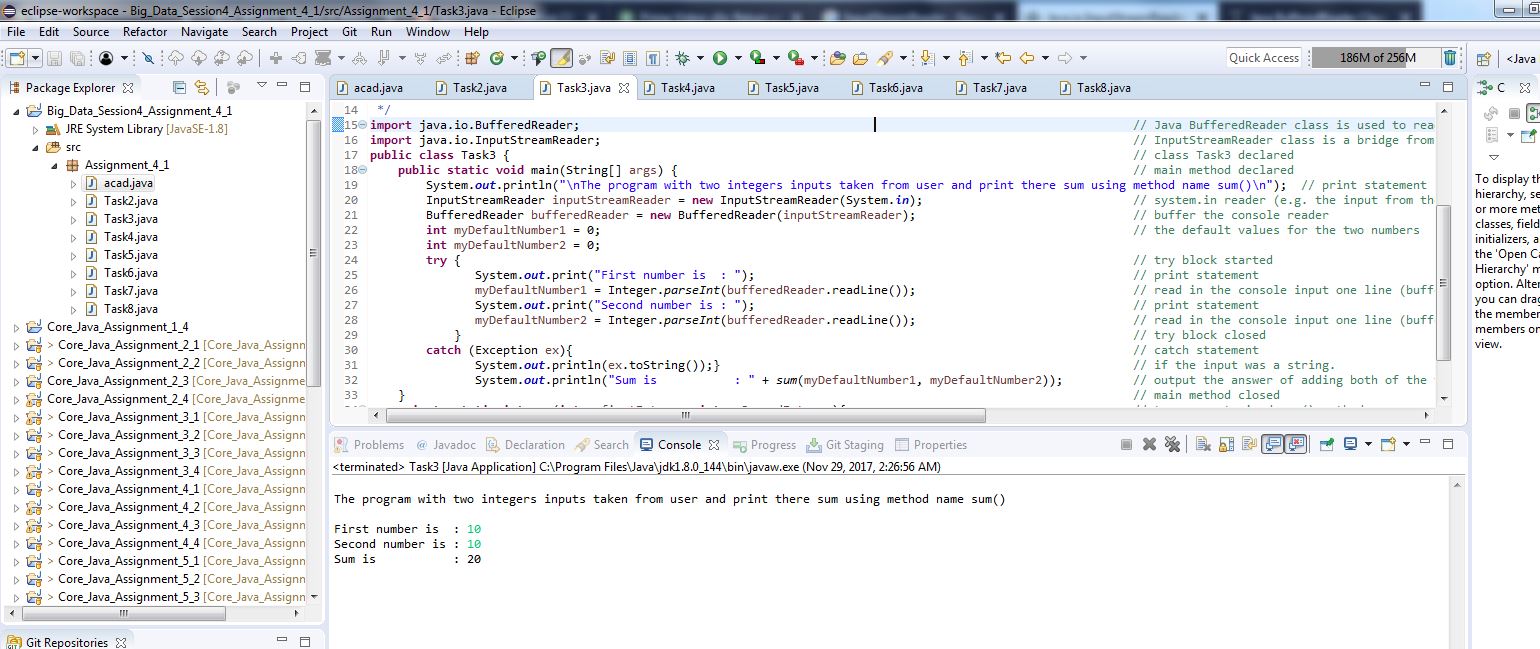 eclipse-workspace - Big_Data_Session4_Assignment_4_1/src/Assignment_4_1/Task3.java - Eclipse
File Edit Source Refactor Navigate Search Project Git Run Window Help
Quick Access 186M of 256M <Java
Package Explorer
Big_Data_Session4_Assignment_4_1
JRE System Library [JavaSE-1.8]
src
Assignment_4_1
acad.java
Task2.java
Task3.java
Task4.java
Task5.java
Task6.java
Task7.java
Task8.java
Core_Java_Assignment_1_4
> Core_Java_Assignment_2_1 [Core_Java_Assignn
> Core_Java_Assignment_2_2 [Core_Java_Assignn
Core_Java_Assignment_2_3 [Core_Java_Assignme
Core_Java_Assignment_2_4 [Core_Java_Assignme
> Core_Java_Assignment_3_1 [Core_Java_Assignn
> Core_Java_Assignment_3_2 [Core_Java_Assignn
> Core_Java_Assignment_3_3 [Core_Java_Assignn
> Core_Java_Assignment_3_4 [Core_Java_Assignn
> Core_Java_Assignment_4_1 [Core_Java_Assignn
> Core_Java_Assignment_4_2 [Core_Java_Assignn
> Core_Java_Assignment_4_3 [Core_Java_Assignn
> Core_Java_Assignment_4_4 [Core_Java_Assignn
> Core_Java_Assignment_5_1 [Core_Java_Assignn
> Core_Java_Assignment_5_2 [Core_Java_Assignn
> Core_Java_Assignment_5_3 [Core_Java_Assignn
Git Repositories
acad.java Task2.java Task3.java Task4.java Task5.java Task6.java Task7.java Task8.java
14 */
15 import java.io.BufferedReader; // Java BufferedReader class is used to rea
16 import java.io.InputStreamReader; // InputStreamReader class is a bridge from
17 public class Task3 { // class Task3 declared
18 public static void main(String[] args) { // main method declared
19 System.out.println("\nThe program with two integers inputs taken from user and print there sum using method name sum()\n"); // print statement
20 InputStreamReader inputStreamReader = new InputStreamReader(System.in); // system.in reader (e.g. the input from th
21 BufferedReader bufferedReader = new BufferedReader(inputStreamReader); // buffer the console reader
22 int myDefaultNumber1 = 0; // the default values for the two numbers
23 int myDefaultNumber2 = 0;
24 try { // try block started
25 System.out.print("First number is  : "); // print statement
26 myDefaultNumber1 = Integer.parseInt(bufferedReader.readLine()); // read in the console input one line (buff
27 System.out.print("Second number is : "); // print statement
28 myDefaultNumber2 = Integer.parseInt(bufferedReader.readLine()); // read in the console input one line (buff
29 } // try block closed
30 catch (Exception ex){ // catch statement
31 System.out.println(ex.toString());} // if the input was a string.
32 System.out.println("Sum is           : " + sum(myDefaultNumber1, myDefaultNumber2)); // output the answer of adding both of the
33 } // main method closed
Problems Javadoc Declaration Search Console Progress Git Staging Properties
<terminated> Task3 [Java Application] C:\Program Files\Java\jdk1.8.0_144\bin\javaw.exe (Nov 29, 2017, 2:26:56 AM)
The program with two integers inputs taken from user and print there sum using method name sum()
First number is  : 10
Second number is : 10
Sum is           : 20
C
To display th
hierarchy, se
or more met
classes, field
initializers, a
the 'Open Ca
Hierarchy' m
option. Alter
you can drag
the member
members on
view.